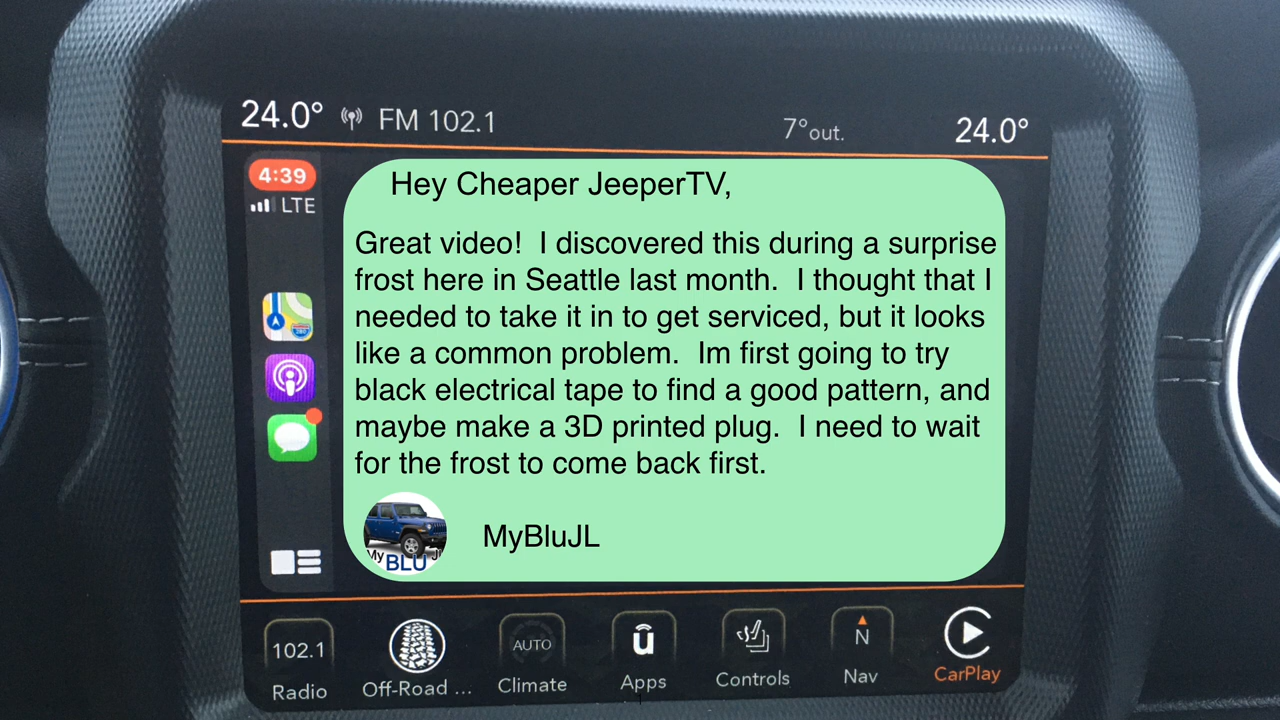 24.0° FM 102.1 7°out. 24.0°
4:39
LTE
Hey Cheaper JeeperTV,
Great video!  I discovered this during a surprise
frost here in Seattle last month.  I thought that I
needed to take it in to get serviced, but it looks
like a common problem.  Im first going to try
black electrical tape to find a good pattern, and
maybe make a 3D printed plug.  I need to wait
for the frost to come back first.
My BLU JL
MyBluJL
102.1 AUTO N
Radio Off-Road ... Climate Apps Controls Nav CarPlay